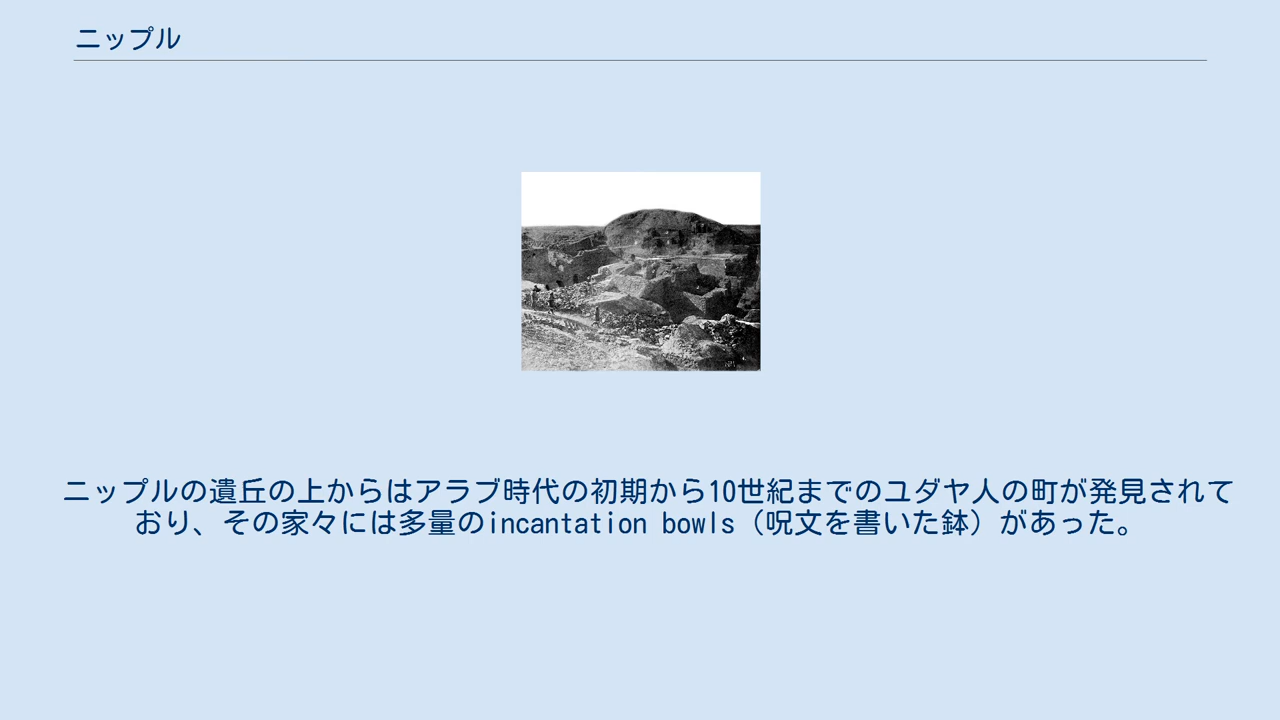 ニップル
ニップルの遺丘の上からはアラブ時代の初期から10世紀までのユダヤ人の町が発見されて
おり、その家々には多量のincantation bowls（呪文を書いた鉢）があった。